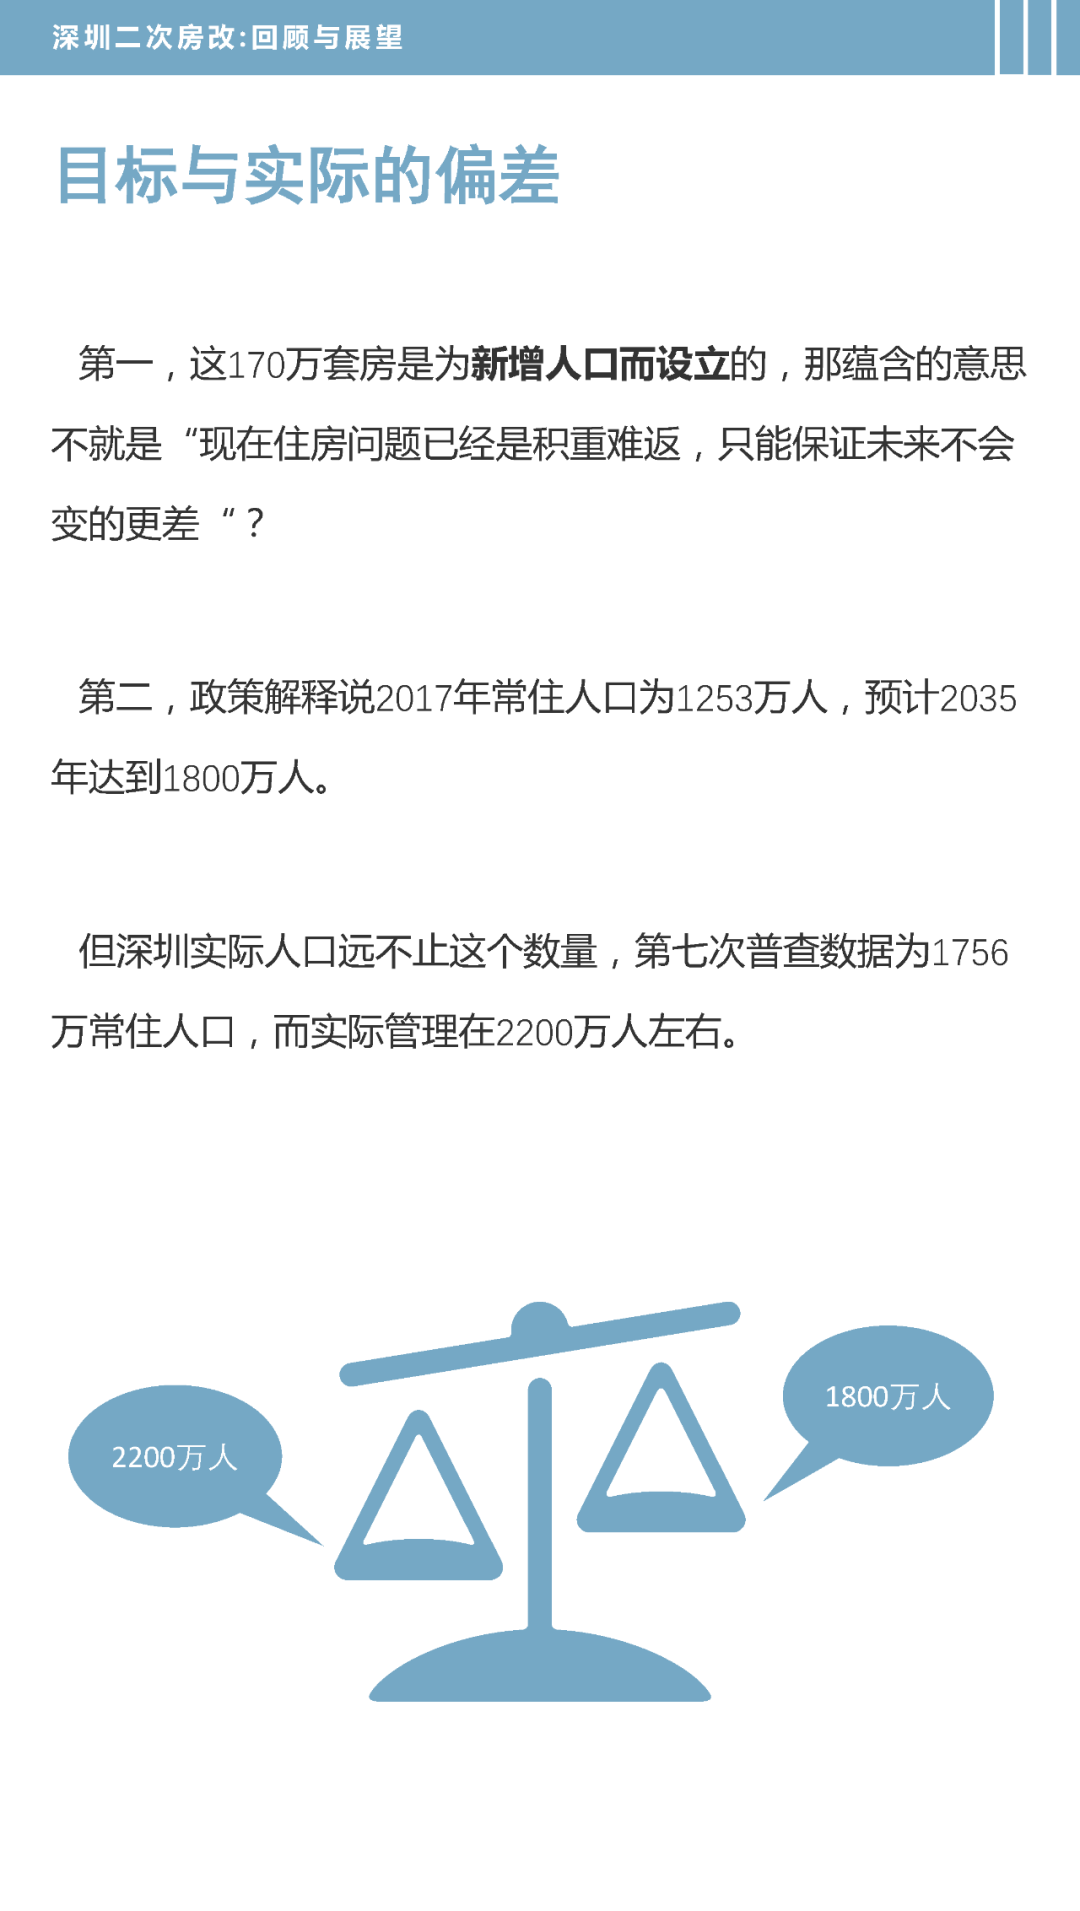 深圳二次房改:回顾与展望
目标与实际的偏差
第一，这170万套房是为新增人口而设立的，那蕴含的意思
不就是“现在住房问题已经是积重难返，只能保证未来不会
变的更差“？
第二，政策解释说2017年常住人口为1253万人，预计2035
年达到1800万人。
但深圳实际人口远不止这个数量，第七次普查数据为1756
万常住人口，而实际管理在2200万人左右。
1800万人
2200万人